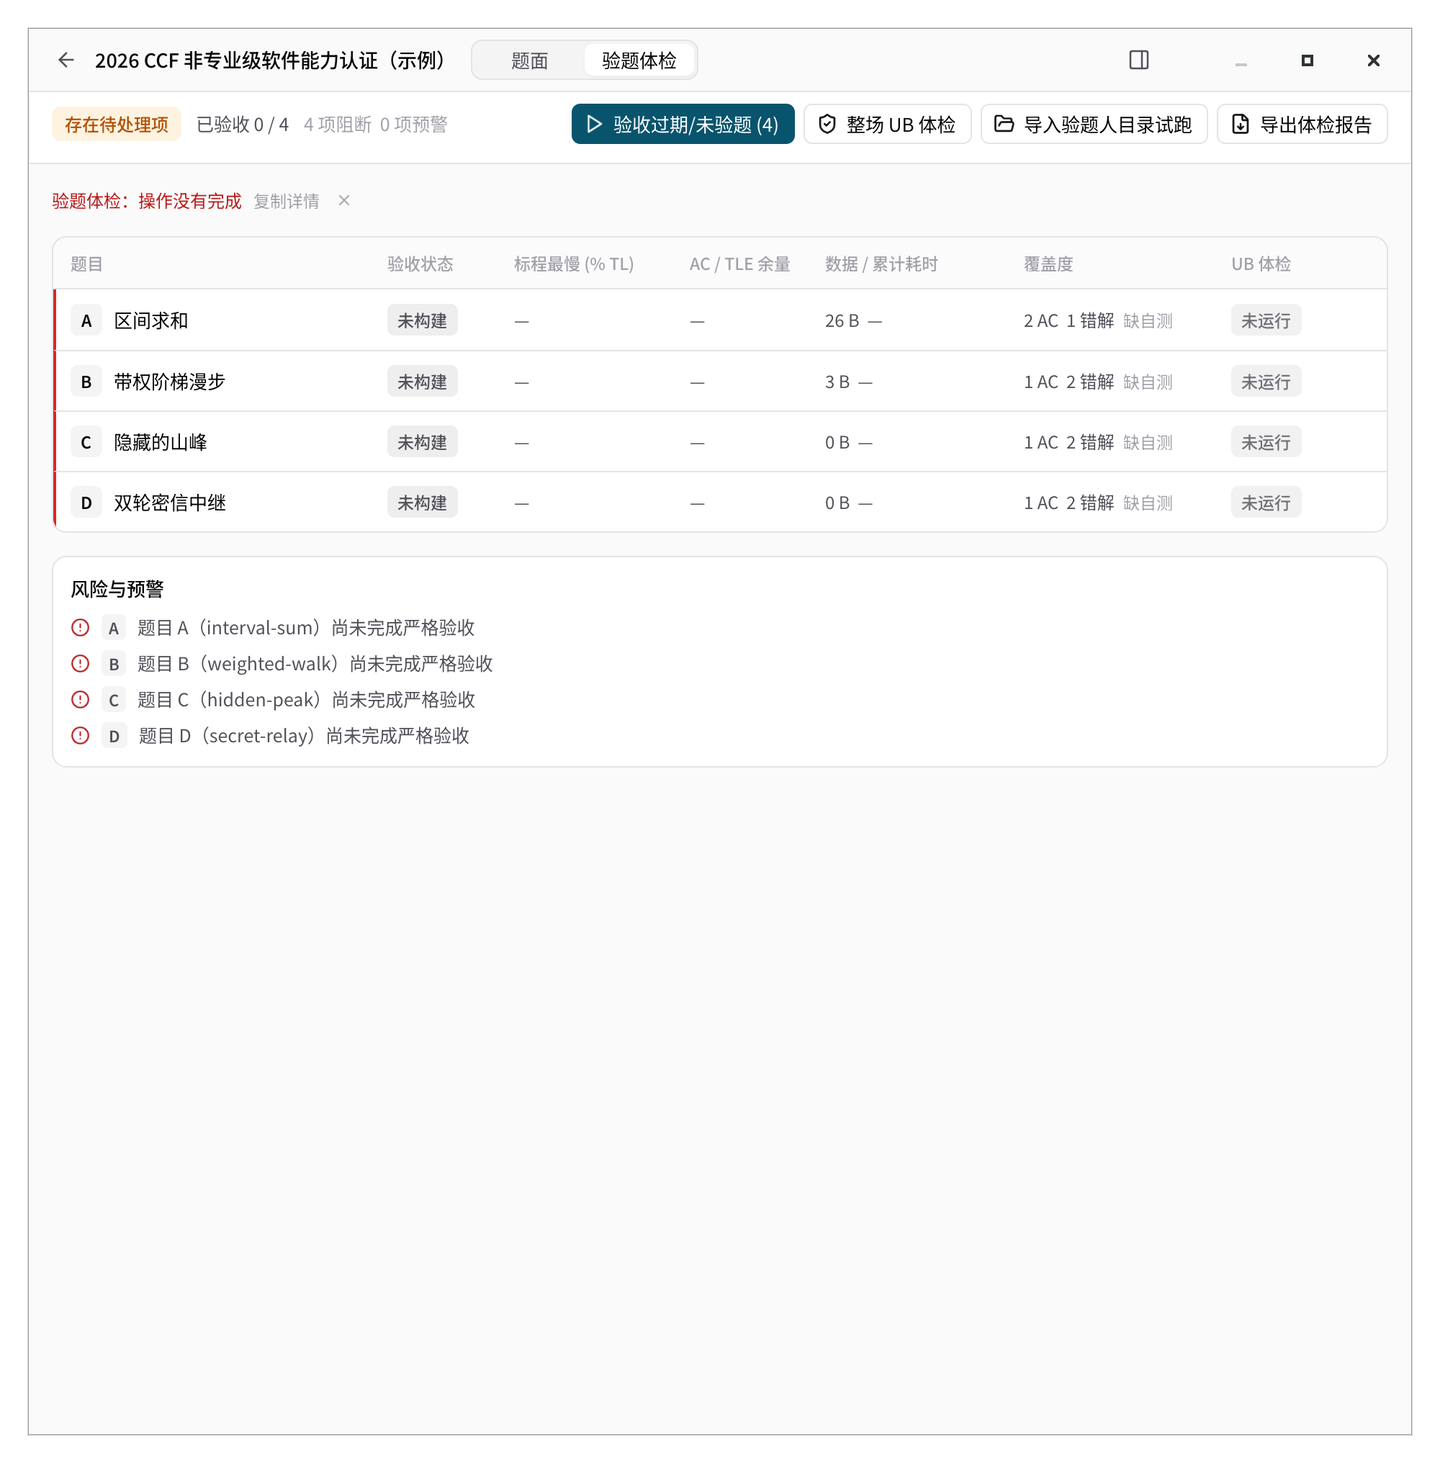 2026 CCF 非专业级软件能力认证（示例） 题面 验题体检
存在待处理项 已验收 0 / 4 4 项阻断 0 项预警 验收过期/未验题 (4) 整场 UB 体检 导入验题人目录试跑 导出体检报告
验题体检：操作没有完成 复制详情
题目 验收状态 标程最慢 (% TL) AC / TLE 余量 数据 / 累计耗时 覆盖度 UB 体检
A 区间求和 未构建 — — 26 B — 2 AC 1 错解 缺自测 未运行
B 带权阶梯漫步 未构建 — — 3 B — 1 AC 2 错解 缺自测 未运行
C 隐藏的山峰 未构建 — — 0 B — 1 AC 2 错解 缺自测 未运行
D 双轮密信中继 未构建 — — 0 B — 1 AC 2 错解 缺自测 未运行
风险与预警
A 题目 A（interval-sum）尚未完成严格验收
B 题目 B（weighted-walk）尚未完成严格验收
C 题目 C（hidden-peak）尚未完成严格验收
D 题目 D（secret-relay）尚未完成严格验收